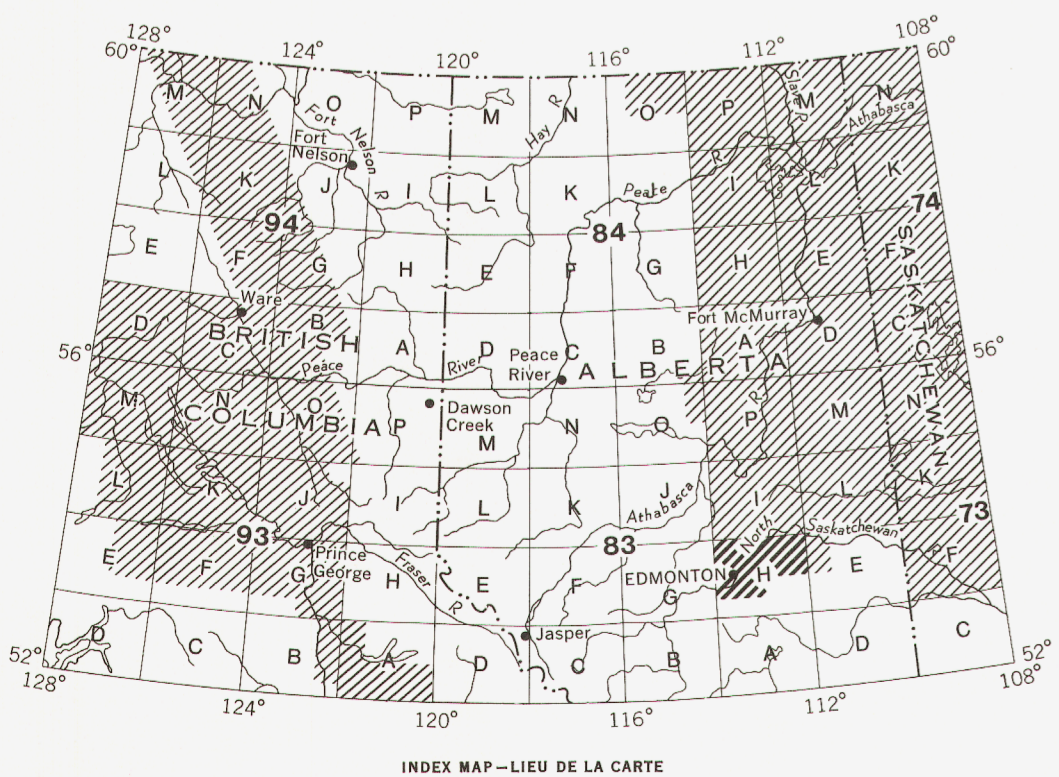 128° 124° 120° 116° 112° 108°
60° 60°
M N O P M N O P M N
Fort Nelson R
Hay R
Slave R
Athabasca
Fort
Nelson
L K J I L K I L K
Peace R
94 84 74
E F G H E F G H E F
Ware
Fort McMurray
D C B A D C B A D C
BRITISH
ALBERTA
SASKATCHEWAN
56° 56°
Peace River
Peace
River
Dawson
Creek
COLUMBIA
M N O P M N O P M N
R
L K J I L K J I L K
Athabasca
North Saskatchewan
93 83 73
Prince
George
Fraser R
EDMONTON
E F G H E F G H E F
Jasper
D C B A D C B A D C
52° 52°
128° 124° 120° 116° 112° 108°
INDEX MAP – LIEU DE LA CARTE